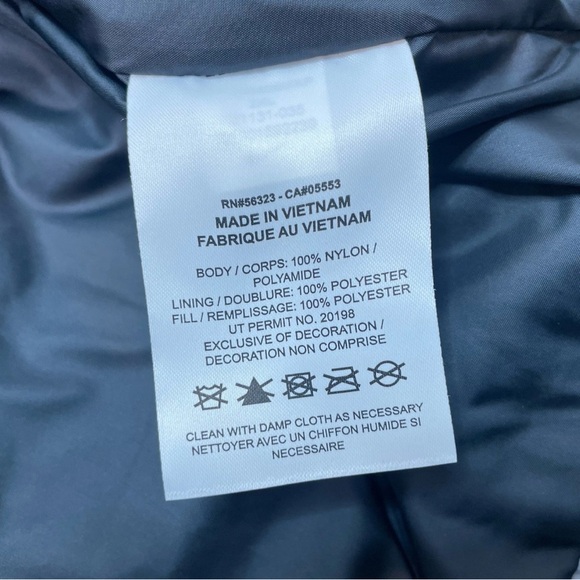 RN#56323 - CA#05553
MADE IN VIETNAM
FABRIQUE AU VIETNAM
BODY / CORPS: 100% NYLON /
POLYAMIDE
LINING / DOUBLURE: 100% POLYESTER
FILL / REMPLISSAGE: 100% POLYESTER
UT PERMIT NO. 20198
EXCLUSIVE OF DECORATION /
DECORATION NON COMPRISE
CLEAN WITH DAMP CLOTH AS NECESSARY
NETTOYER AVEC UN CHIFFON HUMIDE SI
NECESSAIRE